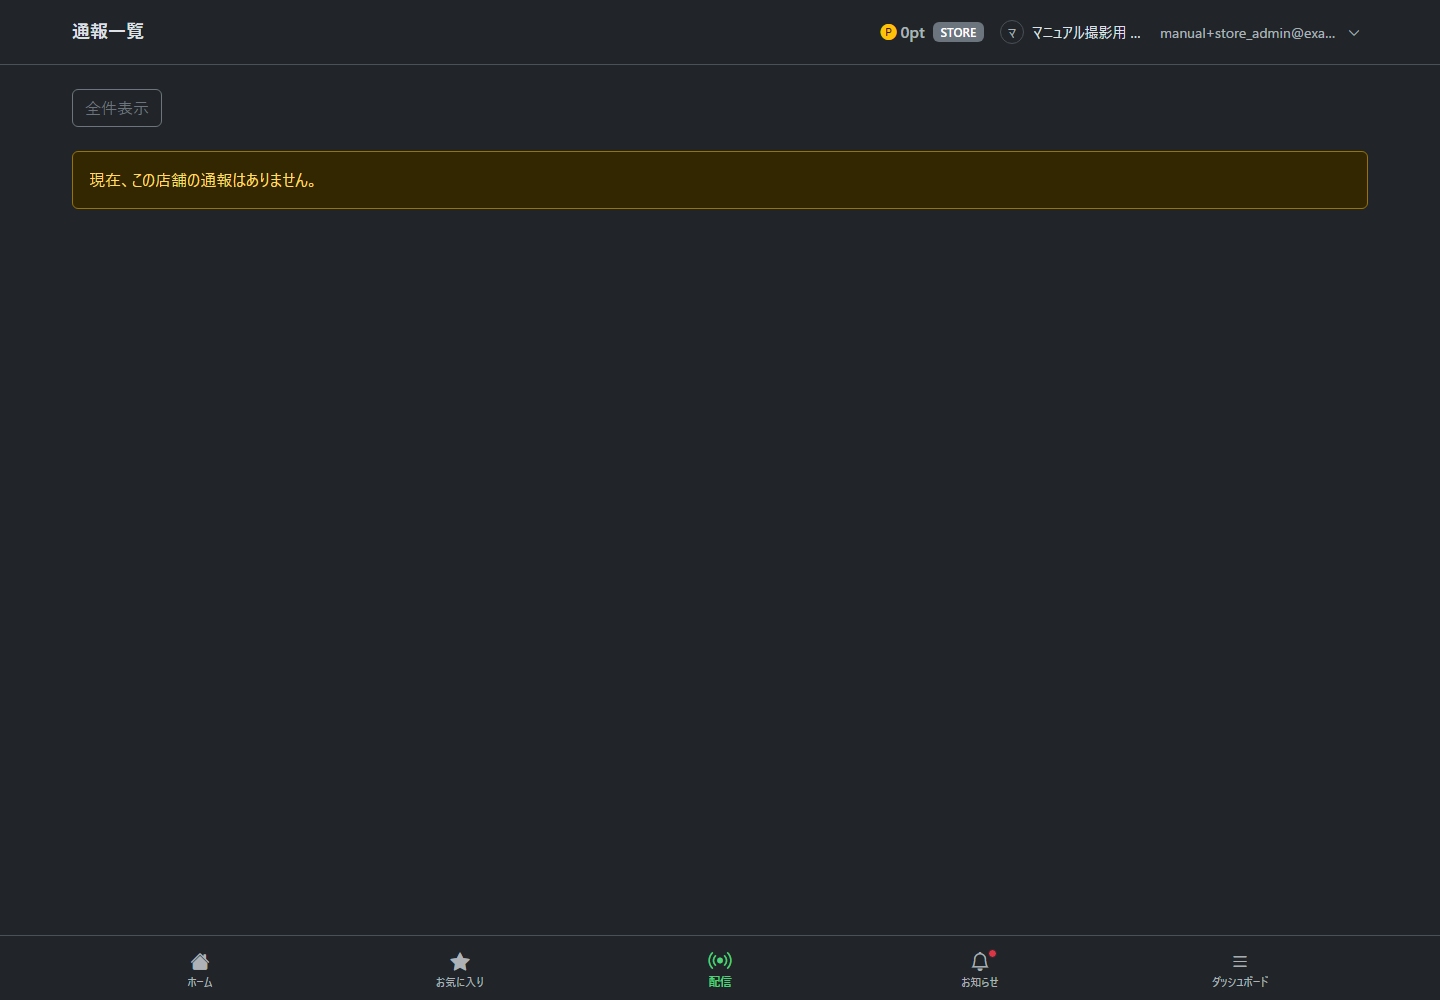 通報一覧
P 0pt STORE マ マニュアル撮影用 ... manual+store_admin@exa...
全件表示
現在、この店舗の通報はありません。
ホーム お気に入り 配信 お知らせ ダッシュボード